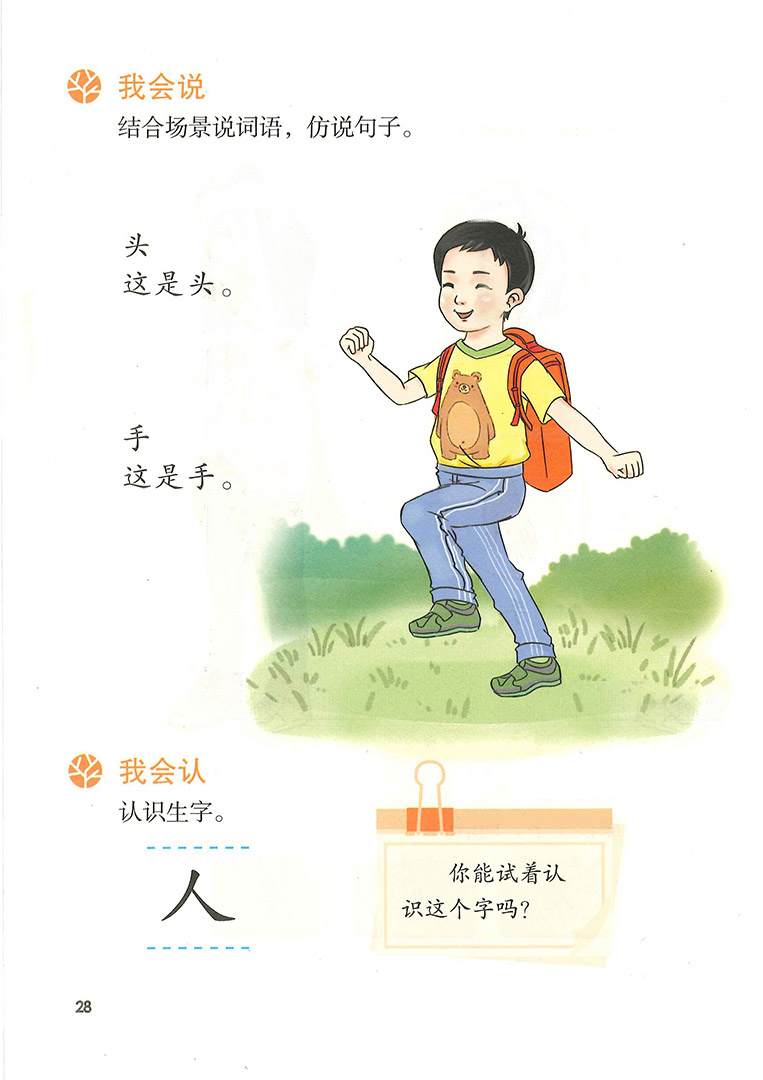 我会说
结合场景说词语，仿说句子。
头
这是头。
手
这是手。
我会认
认识生字。
人
你能试着认
识这个字吗？
28